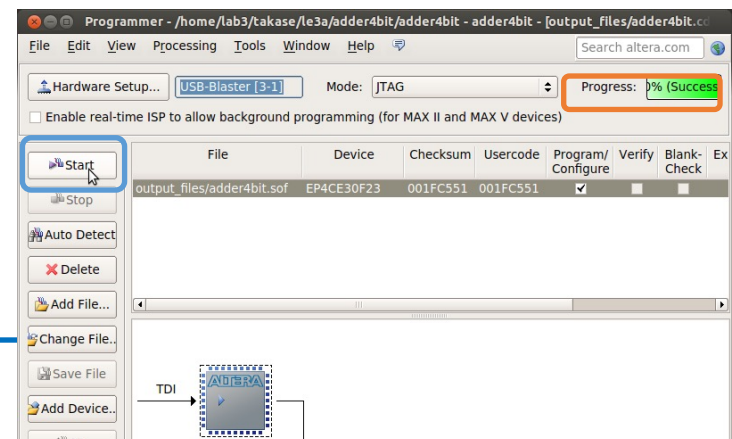 Programmer - /home/lab3/takase/le3a/adder4bit/adder4bit - adder4bit - [output_files/adder4bit.cd
File Edit View Processing Tools Window Help Search altera.com
Hardware Setup... USB-Blaster [3-1] Mode: JTAG Progress: 0% (Success
Enable real-time ISP to allow background programming (for MAX II and MAX V devices)
Start
Stop
Auto Detect
Delete
Add File...
Change File..
Save File
Add Device..
File Device Checksum Usercode Program/ Verify Blank- Ex
Configure Check
output_files/adder4bit.sof EP4CE30F23 001FC551 001FC551
TDI
ALTERA